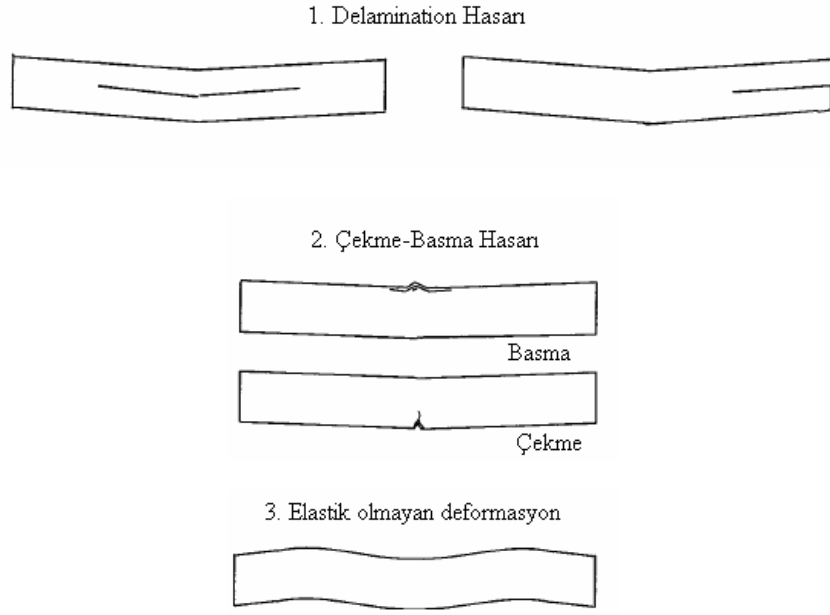 1. Delamination Hasarı
2. Çekme-Basma Hasarı
Basma
Çekme
3. Elastik olmayan deformasyon